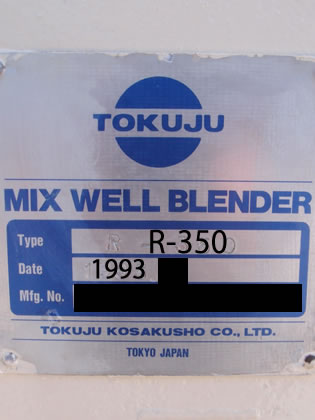 TOKUJU
MIX WELL BLENDER
Type R-350
Date 1993
Mfg. No.
TOKUJU KOSAKUSHO CO., LTD.
TOKYO JAPAN